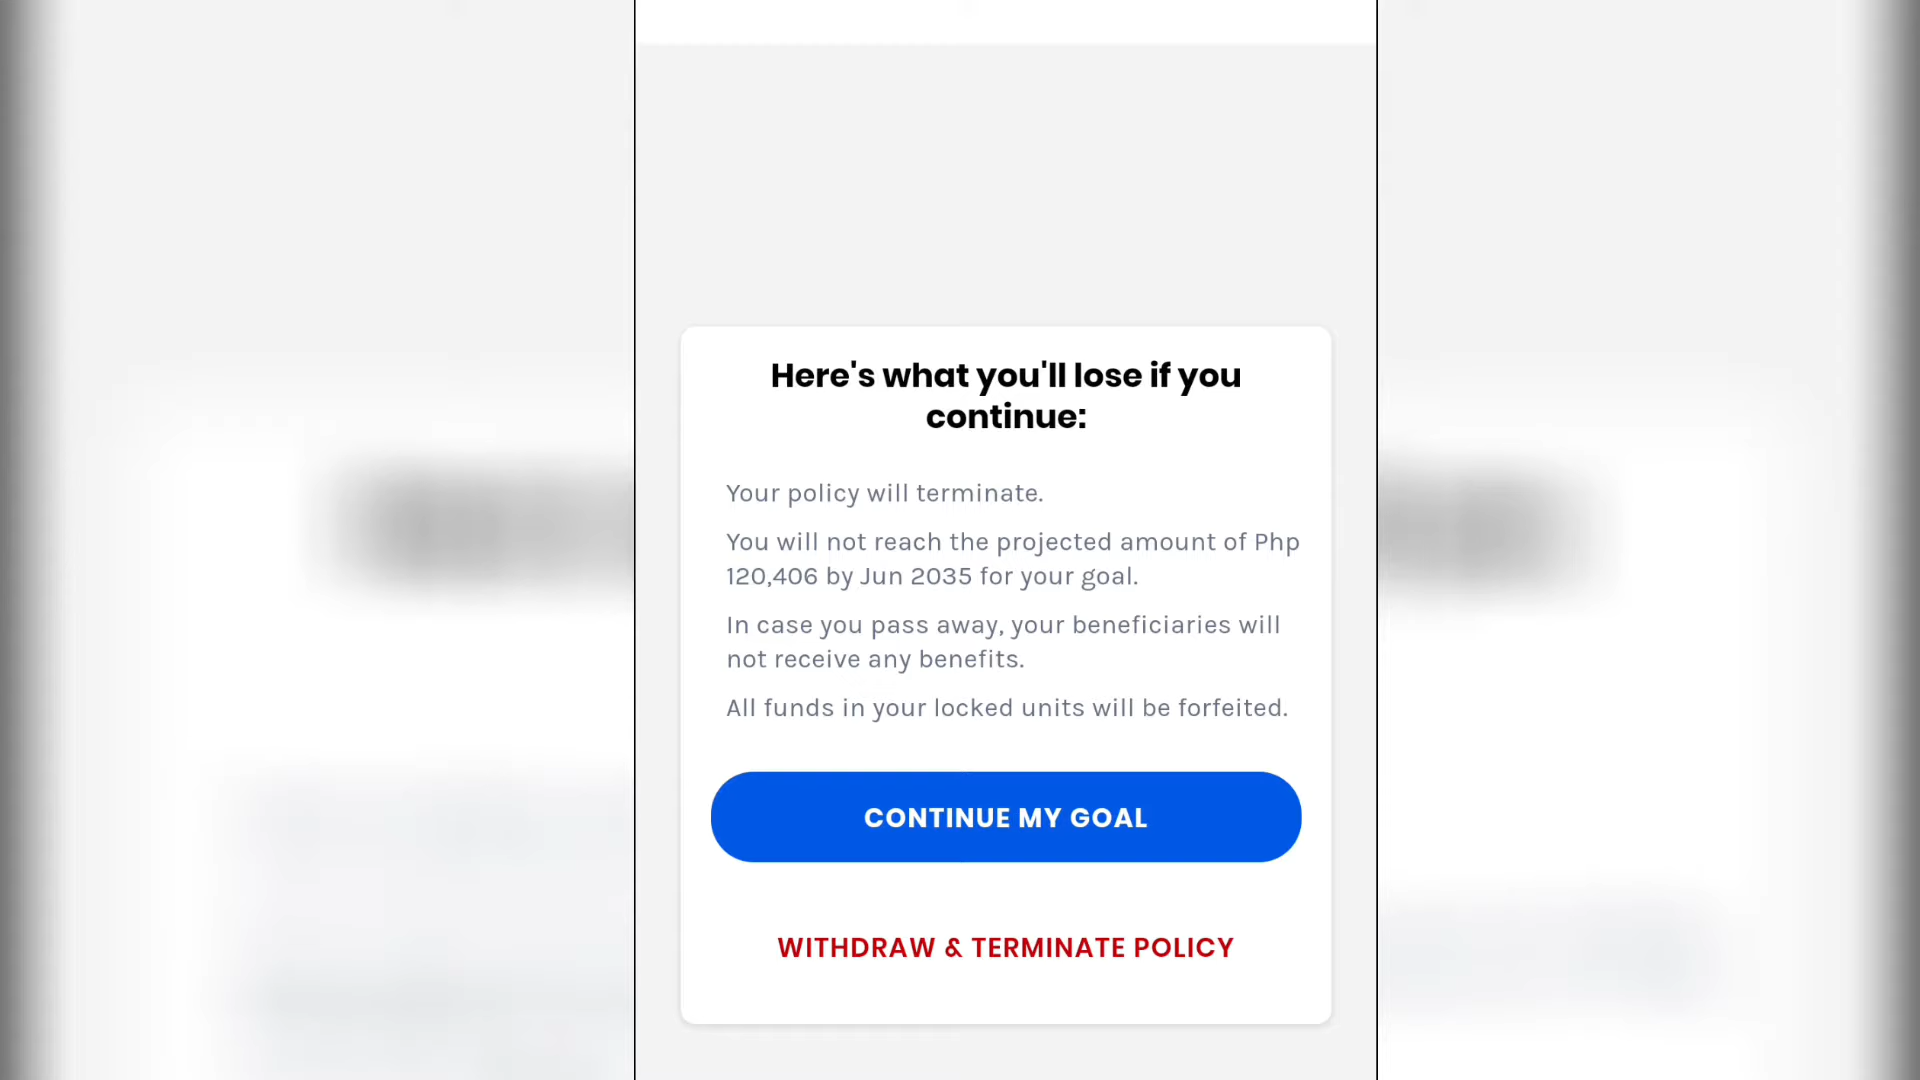 Here's what you'll lose if you
continue:
Your policy will terminate.
You will not reach the projected amount of Php
120,406 by Jun 2035 for your goal.
In case you pass away, your beneficiaries will
not receive any benefits.
All funds in your locked units will be forfeited.
CONTINUE MY GOAL
WITHDRAW & TERMINATE POLICY